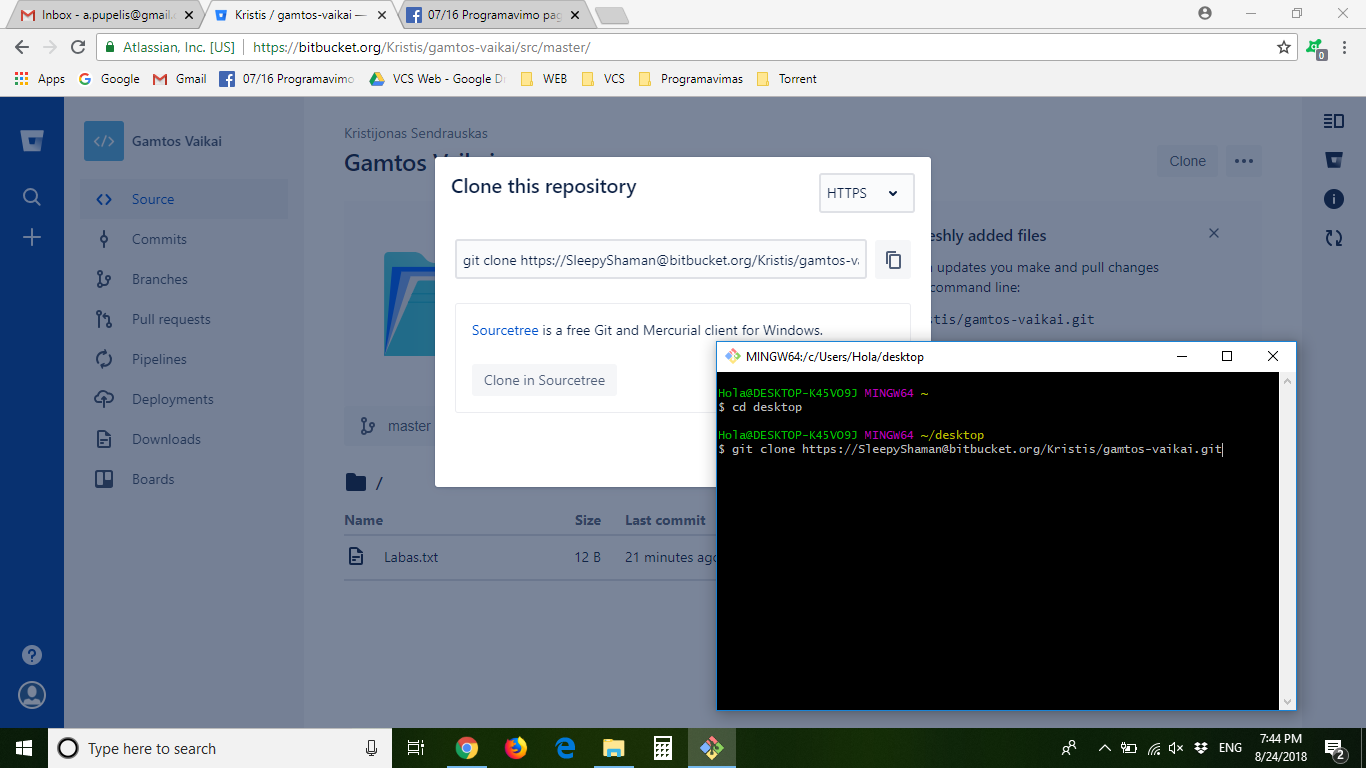 Inbox - a.pupelis@gmail.
Kristis / gamtos-vaikai —
07/16 Programavimo pag
Atlassian, Inc. [US]
https://bitbucket.org/Kristis/gamtos-vaikai/src/master/
0
Apps
Google
Gmail
07/16 Programavimo
VCS Web - Google Dr
WEB
VCS
Programavimas
Torrent
Gamtos Vaikai
Source
Commits
Branches
Pull requests
Pipelines
Deployments
Downloads
Boards
Kristijonas Sendrauskas
Gamtos Vaikai
Clone
Clone this repository
HTTPS
git clone https://SleepyShaman@bitbucket.org/Kristis/gamtos-va
Sourcetree is a free Git and Mercurial client for Windows.
Clone in Sourcetree
eshly added files
updates you make and pull changes
command line:
stis/gamtos-vaikai.git
master
/
Name Size Last commit
Labas.txt 12 B 21 minutes ago
MINGW64:/c/Users/Hola/desktop
Hola@DESKTOP-K45VO9J MINGW64 ~
$ cd desktop
Hola@DESKTOP-K45VO9J MINGW64 ~/desktop
$ git clone https://SleepyShaman@bitbucket.org/Kristis/gamtos-vaikai.git
Type here to search
ENG
7:44 PM
8/24/2018
2